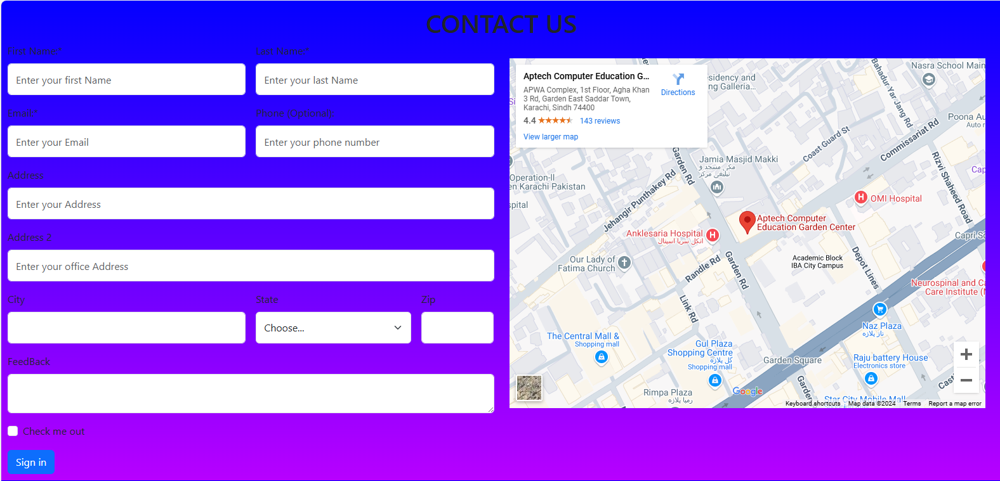 CONTACT US
First Name:*
Last Name:*
Enter your first Name
Enter your last Name
Email:*
Phone (Optional):
Enter your Email
Enter your phone number
Address
Enter your Address
Address 2
Enter your office Address
City
State
Zip
Choose...
FeedBack
Check me out
Sign in
Aptech Computer Education G...
APWA Complex, 1st Floor, Agha Khan
3 Rd, Garden East Saddar Town,
Karachi, Sindh 74400
4.4
143 reviews
View larger map
Directions
Nasra School Main
Bahadur Yar Jang Rd
sidency and
ng Galleria...
Poona Au
Auto r
Commissariat Rd
Coast Guard St
Garden Rd
Jamia Masjid Makki
مکی مسجد و
تبلیغی مرکز
Rizvi Shaheed Road
Cap
Operation-II
en Karachi Pakistan
spital
Jehangir Punthakey Rd
OMI Hospital
Aptech Computer
Education Garden Center
Anklesaria Hospital
انکل سریا اسپتال
Capri S
Our Lady of
Fatima Church
Randle Rd
Garden Rd
Academic Block
IBA City Campus
Depot Lines
Neurospinal and Ca
Care Institute (N
Link Rd
Naz Plaza
ناز پلازہ
The Central Mall &
Shopping mall
Gul Plaza
Shopping Centre
گل پلازہ
Shopping mall
Garden Square
Raju battery House
Electronics store
Garden
Cast
Rimpa Plaza
رمپا پلازہ
Google
Star City Mobile Mall
Keyboard shortcuts
Map data ©2024
Terms
Report a map error